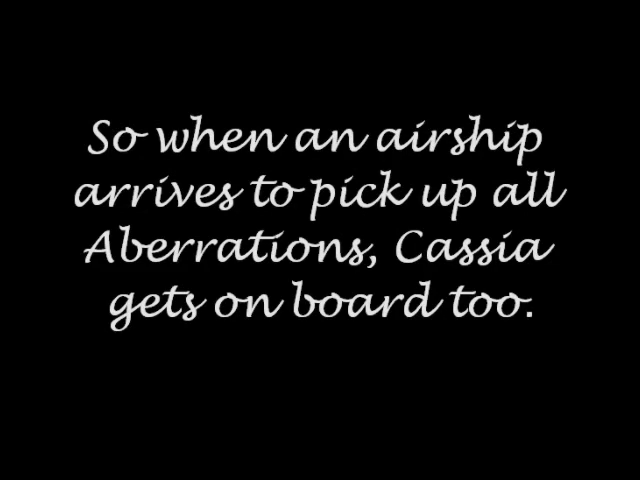 So when an airship
arrives to pick up all
Aberrations, Cassia
gets on board too.